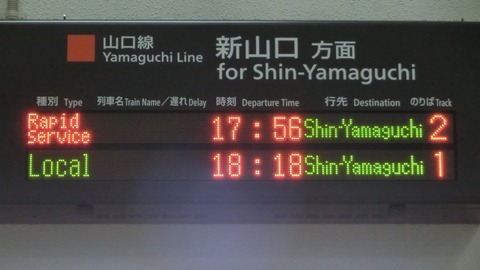 山口線 新山口 方面
Yamaguchi Line for Shin-Yamaguchi
種別 Type 列車名 Train Name/遅れ Delay 時刻 Departure Time 行先 Destination のりば Track
Rapid Service 17:56 Shin-Yamaguchi 2
Local 18:18 Shin-Yamaguchi 1